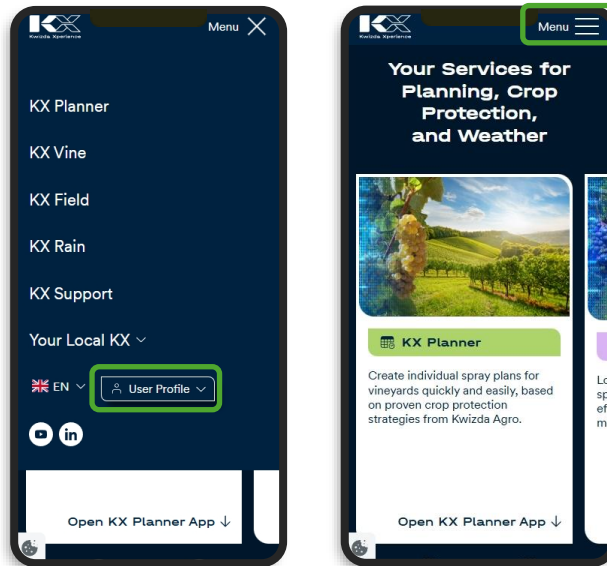 KX
Kwizda Xperience
Menu
KX Planner
KX Vine
KX Field
KX Rain
KX Support
Your Local KX
EN
User Profile
in
Open KX Planner App ↓
KX
Kwizda Xperience
Menu
Your Services for
Planning, Crop
Protection,
and Weather
KX Planner
Create individual spray plans for
vineyards quickly and easily, based
on proven crop protection
strategies from Kwizda Agro.
Open KX Planner App ↓